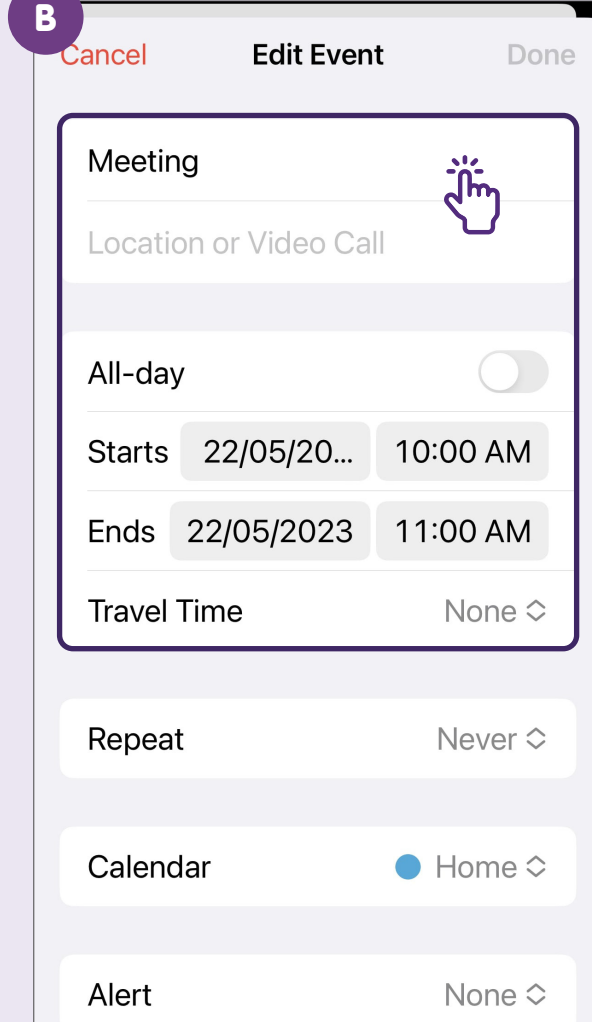 B
Cancel Edit Event Done
Meeting
Location or Video Call
All-day
Starts 22/05/20... 10:00 AM
Ends 22/05/2023 11:00 AM
Travel Time None
Repeat Never
Calendar Home
Alert None